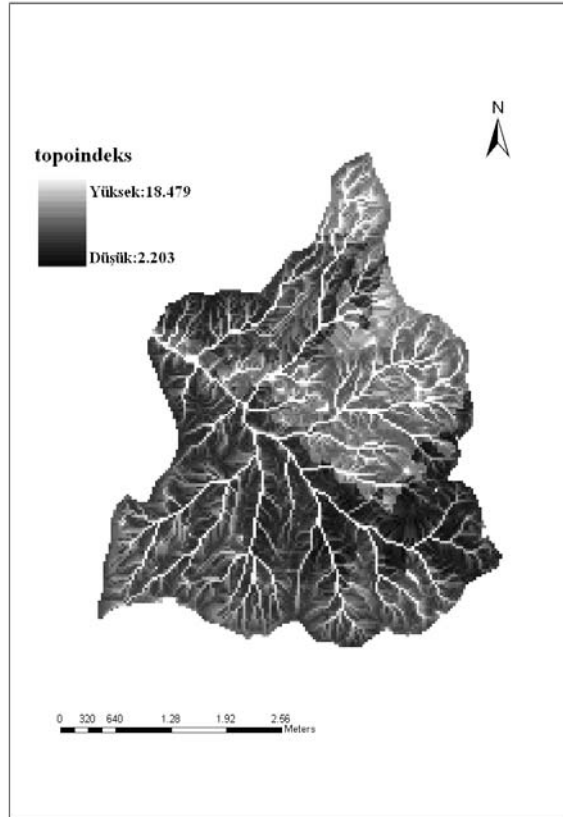 N
topoindeks
Yüksek:18.479
Düşük:2.203
0 320 640 1.28 1.92 2.56
Meters